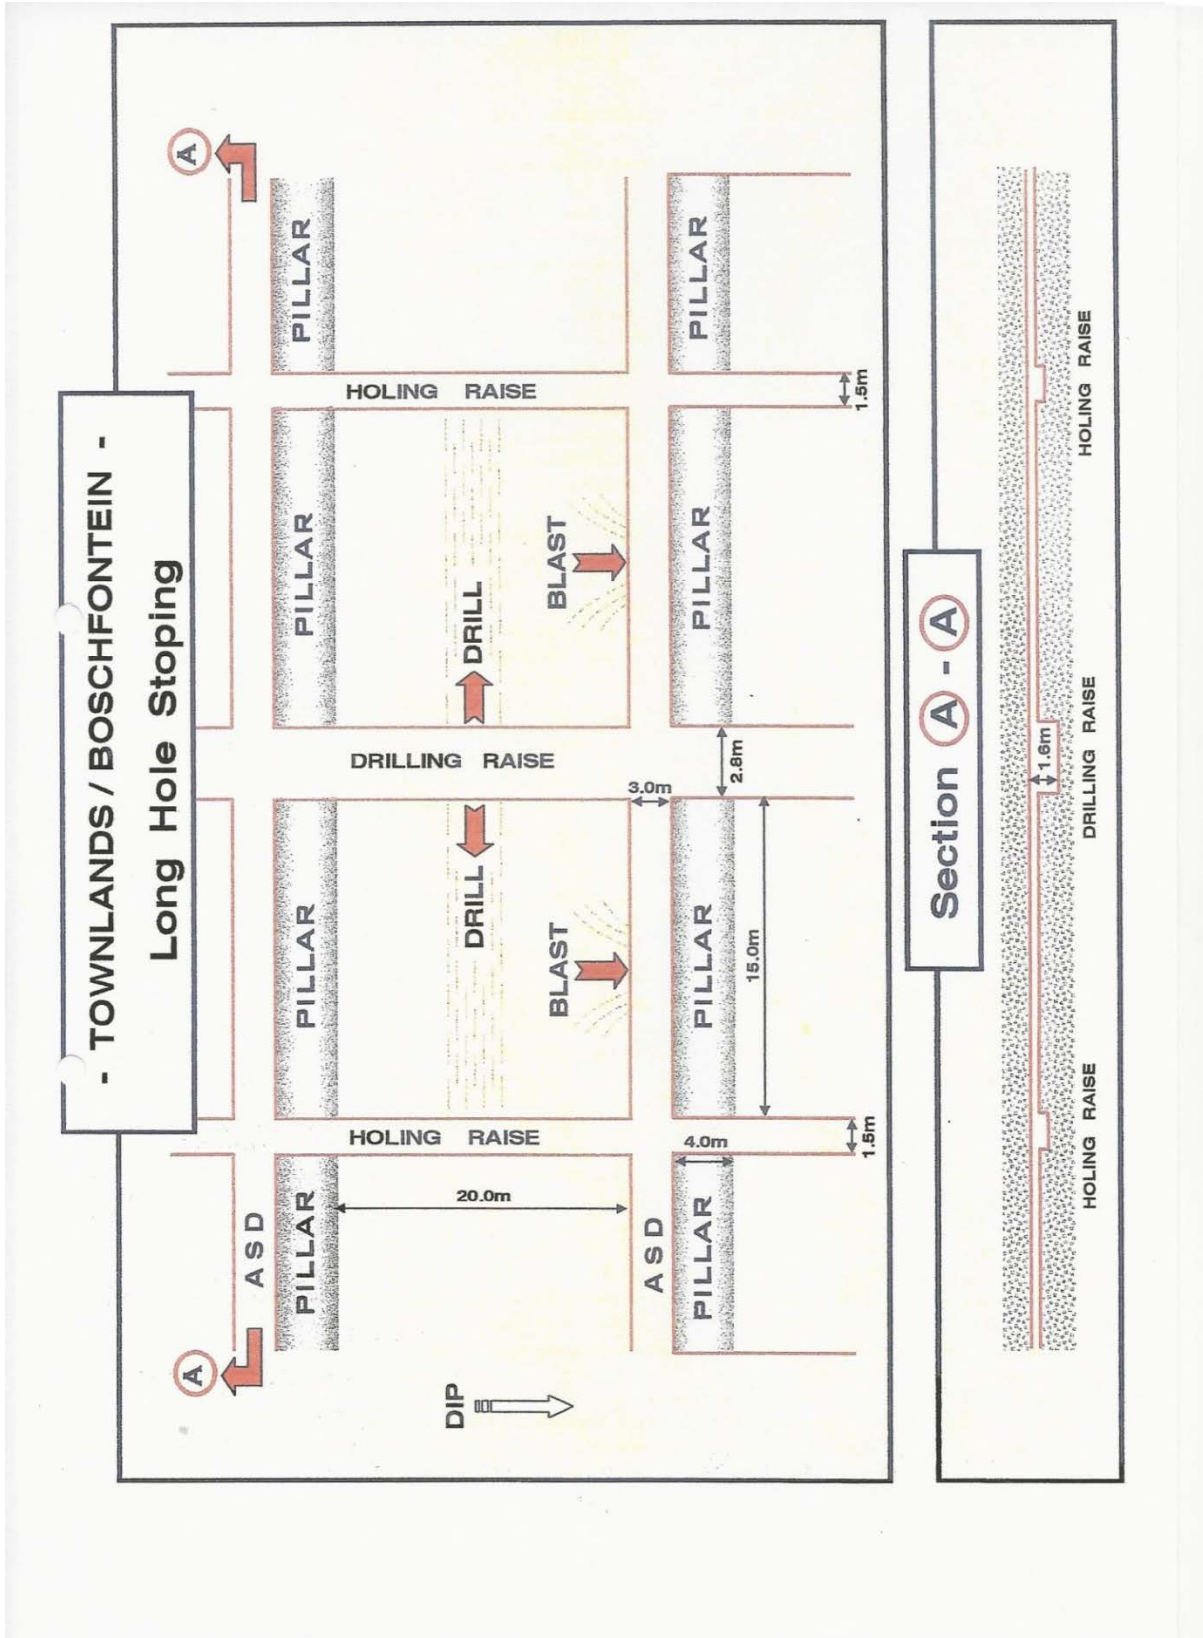 - TOWNLANDS / BOSCHFONTEIN -
Long Hole Stoping
A
A
A S D
PILLAR
PILLAR
PILLAR
PILLAR
HOLING RAISE
DRILLING RAISE
HOLING RAISE
DIP
20.0m
DRILL
DRILL
BLAST
BLAST
3.0m
A S D
PILLAR
4.0m
PILLAR
PILLAR
PILLAR
15.0m
2.8m
1.5m
1.5m
Section A - A
1.6m
HOLING RAISE
DRILLING RAISE
HOLING RAISE